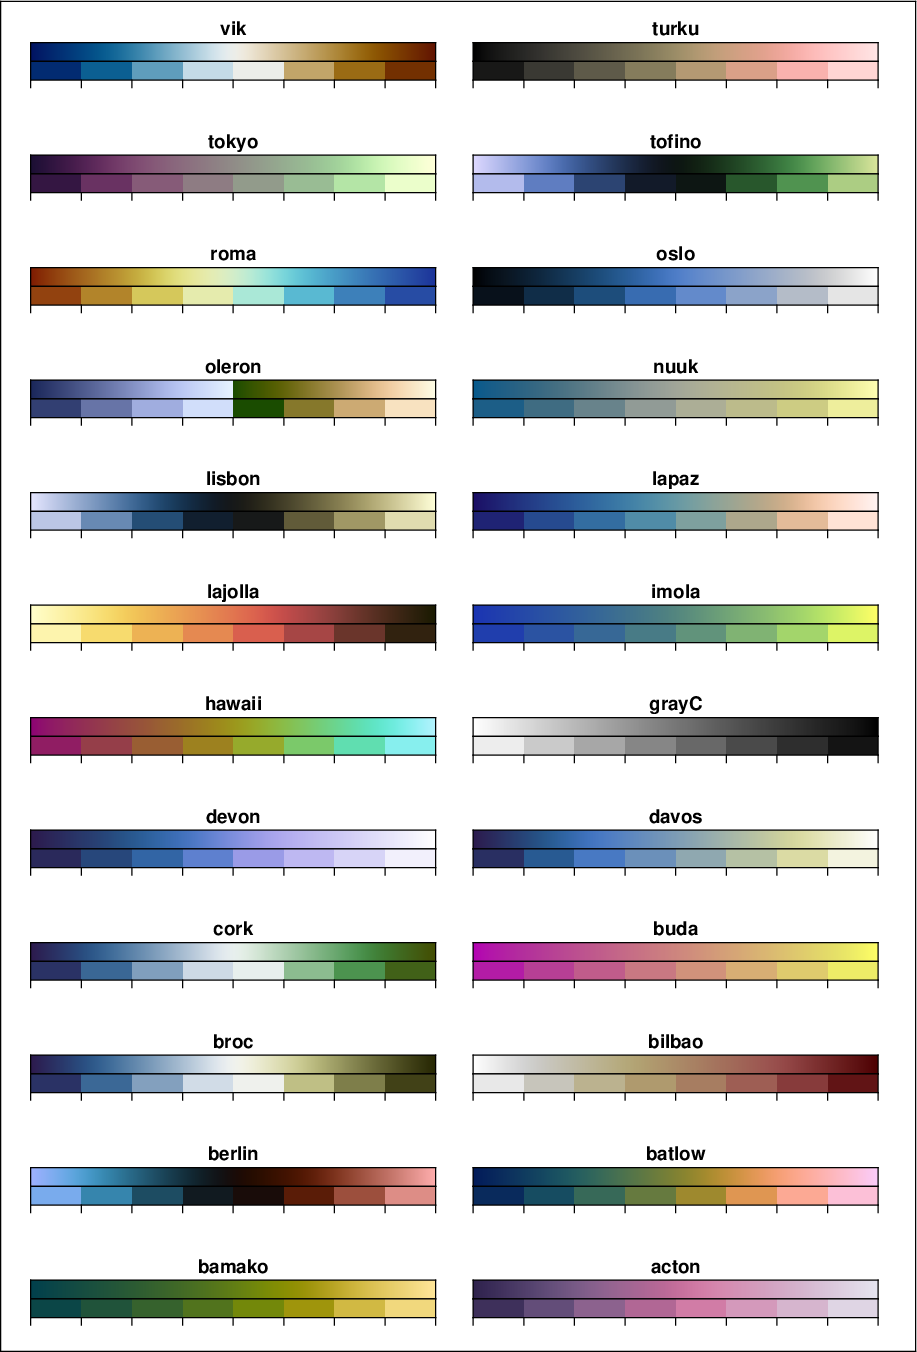 vik
turku
tokyo
tofino
roma
oslo
oleron
nuuk
lisbon
lapaz
lajolla
imola
hawaii
grayC
devon
davos
cork
buda
broc
bilbao
berlin
batlow
bamako
acton